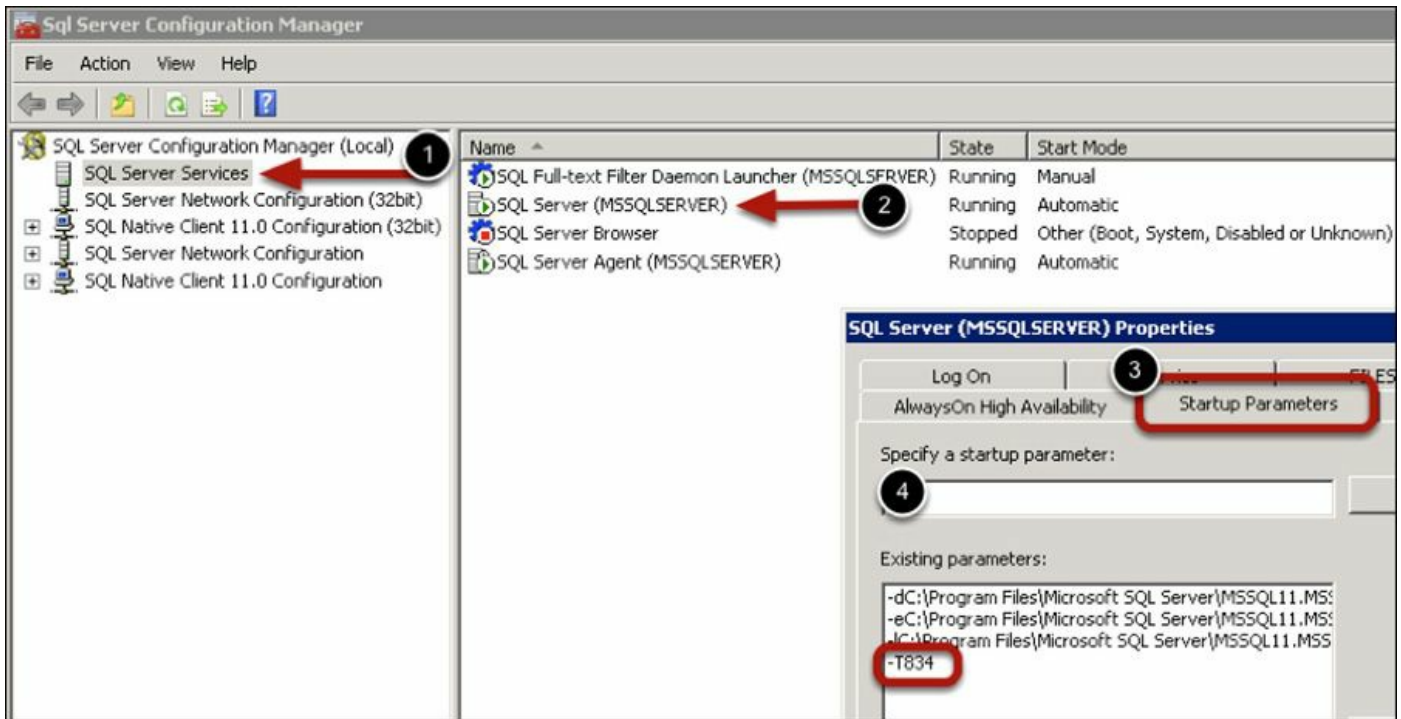 Sql Server Configuration Manager
File Action View Help
SQL Server Configuration Manager (Local)
1
SQL Server Services
SQL Server Network Configuration (32bit)
SQL Native Client 11.0 Configuration (32bit)
SQL Server Network Configuration
SQL Native Client 11.0 Configuration
Name State Start Mode
SQL Full-text Filter Daemon Launcher (MSSQLSERVER) Running Manual
SQL Server (MSSQLSERVER) 2 Running Automatic
SQL Server Browser Stopped Other (Boot, System, Disabled or Unknown)
SQL Server Agent (MSSQLSERVER) Running Automatic
SQL Server (MSSQLSERVER) Properties
3
Log On
AlwaysOn High Availability Startup Parameters
Specify a startup parameter:
4
Existing parameters:
-dC:\Program Files\Microsoft SQL Server\MSSQL11.MSS
-eC:\Program Files\Microsoft SQL Server\MSSQL11.MSS
-lC:\Program Files\Microsoft SQL Server\MSSQL11.MSS
-T834